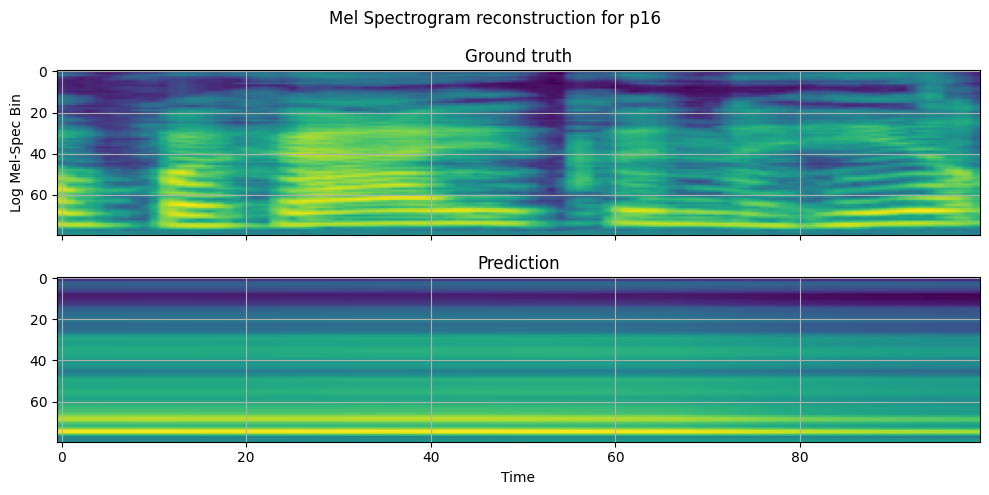 Mel Spectrogram reconstruction for p16
Ground truth
Log Mel-Spec Bin
0
20
40
60
Prediction
0
20
40
60
0 20 40 60 80
Time